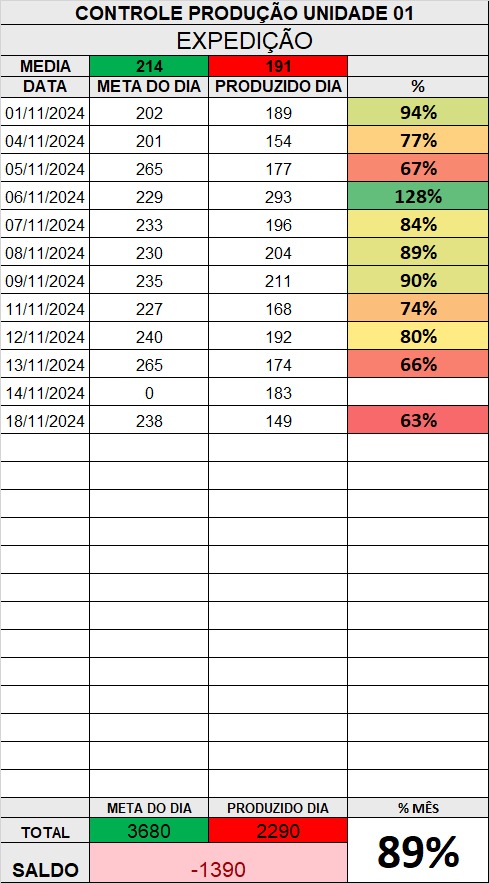 CONTROLE PRODUÇÃO UNIDADE 01
EXPEDIÇÃO
MEDIA 214 191
DATA META DO DIA PRODUZIDO DIA %
01/11/2024 202 189 94%
04/11/2024 201 154 77%
05/11/2024 265 177 67%
06/11/2024 229 293 128%
07/11/2024 233 196 84%
08/11/2024 230 204 89%
09/11/2024 235 211 90%
11/11/2024 227 168 74%
12/11/2024 240 192 80%
13/11/2024 265 174 66%
14/11/2024 0 183
18/11/2024 238 149 63%
META DO DIA PRODUZIDO DIA % MÊS
TOTAL 3680 2290 89%
SALDO -1390